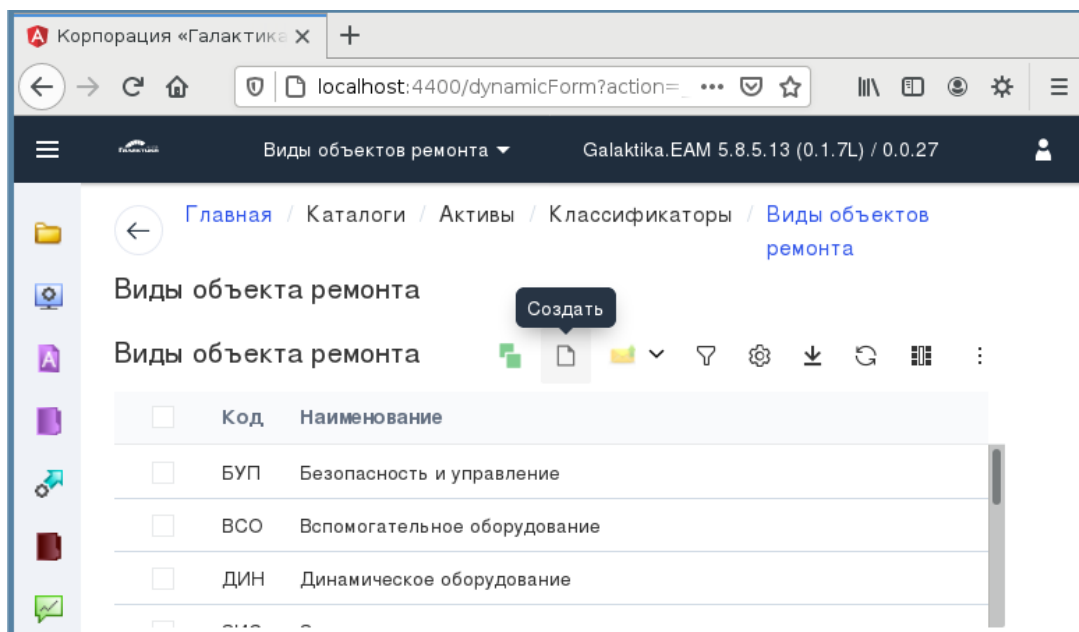 Корпорация «Галактика
localhost:4400/dynamicForm?action=_
Виды объектов ремонта
Galaktika.EAM 5.8.5.13 (0.1.7L) / 0.0.27
Главная / Каталоги / Активы / Классификаторы / Виды объектов
ремонта
Виды объекта ремонта
Создать
Виды объекта ремонта
Код Наименование
БУП Безопасность и управление
ВСО Вспомогательное оборудование
ДИН Динамическое оборудование